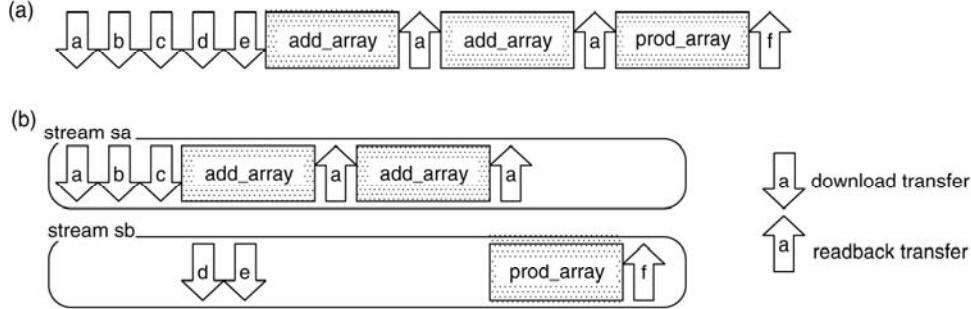 (a)
a b c d e add_array a add_array a prod_array f
(b)
stream sa
a b c add_array a add_array a
a download transfer
stream sb
d e prod_array f
a readback transfer